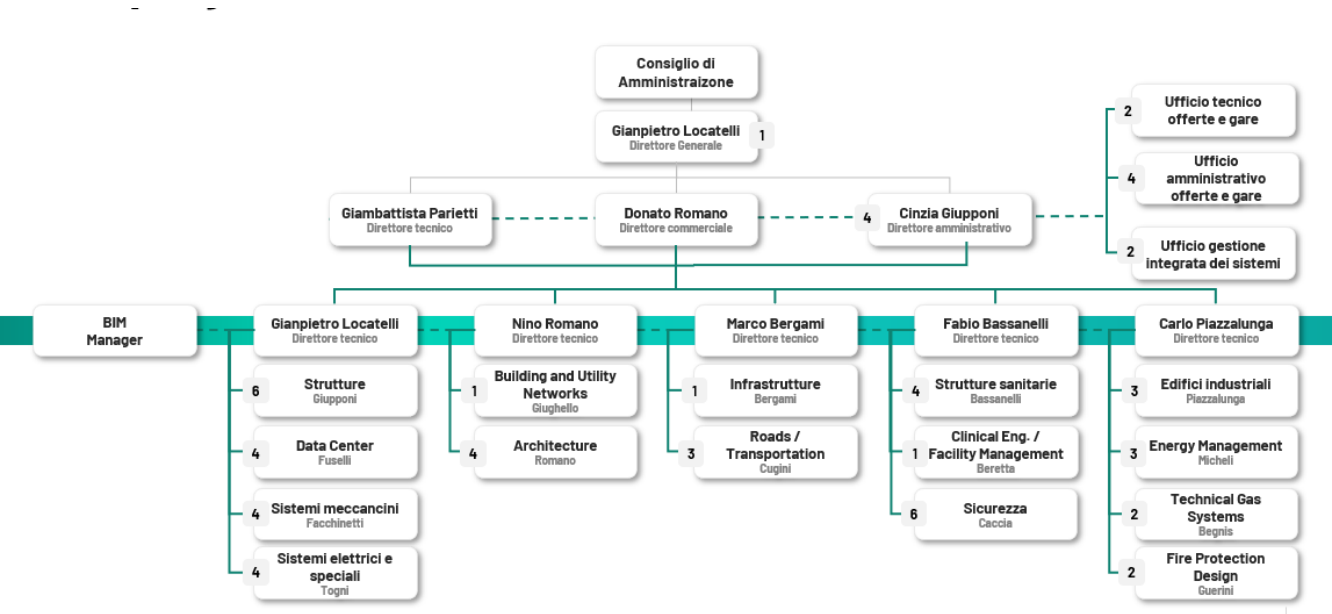 Consiglio di
Amministraizone
Gianpietro Locatelli
Direttore Generale
1
Giambattista Parietti
Direttore tecnico
Donato Romano
Direttore commerciale
4
Cinzia Giupponi
Direttore amministrativo
2
Ufficio tecnico
offerte e gare
4
Ufficio
amministrativo
offerte e gare
2
Ufficio gestione
integrata dei sistemi
BIM
Manager
Gianpietro Locatelli
Direttore tecnico
6
Strutture
Giupponi
4
Data Center
Fuselli
4
Sistemi meccancini
Facchinetti
4
Sistemi elettrici e
speciali
Togni
Nino Romano
Direttore tecnico
1
Building and Utility
Networks
Giughello
4
Architecture
Romano
Marco Bergami
Direttore tecnico
1
Infrastrutture
Bergami
3
Roads /
Transportation
Cugini
Fabio Bassanelli
Direttore tecnico
4
Strutture sanitarie
Bassanelli
1
Clinical Eng. /
Facility Management
Beretta
6
Sicurezza
Caccia
Carlo Piazzalunga
Direttore tecnico
3
Edifici industriali
Piazzalunga
3
Energy Management
Micheli
2
Technical Gas
Systems
Begnis
2
Fire Protection
Design
Guerini